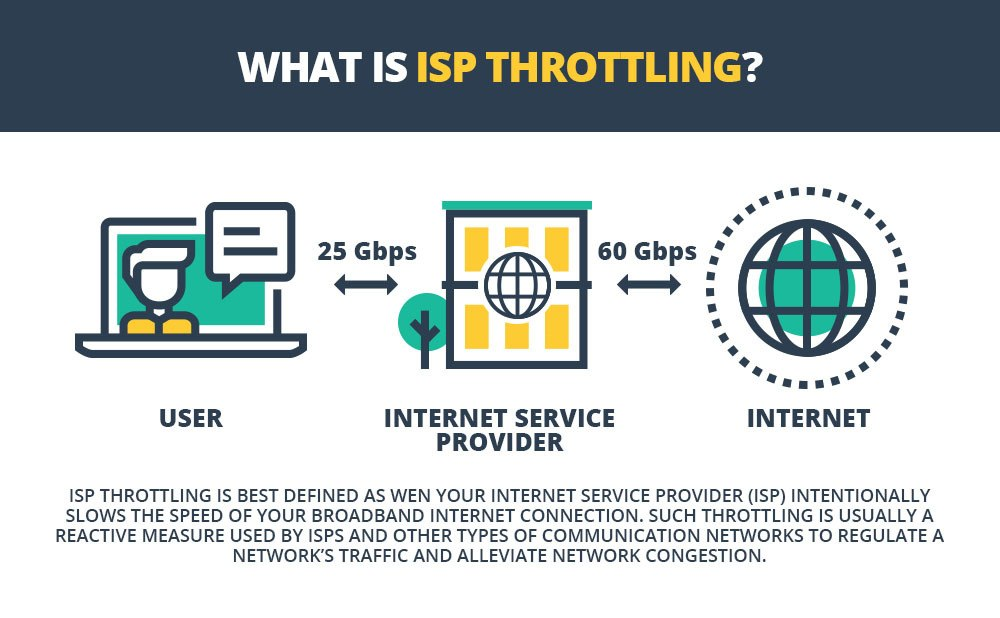 WHAT IS ISP THROTTLING?
25 Gbps
60 Gbps
USER
INTERNET SERVICE
PROVIDER
INTERNET
ISP THROTTLING IS BEST DEFINED AS WEN YOUR INTERNET SERVICE PROVIDER (ISP) INTENTIONALLY
SLOWS THE SPEED OF YOUR BROADBAND INTERNET CONNECTION. SUCH THROTTLING IS USUALLY A
REACTIVE MEASURE USED BY ISPS AND OTHER TYPES OF COMMUNICATION NETWORKS TO REGULATE A
NETWORK’S TRAFFIC AND ALLEVIATE NETWORK CONGESTION.